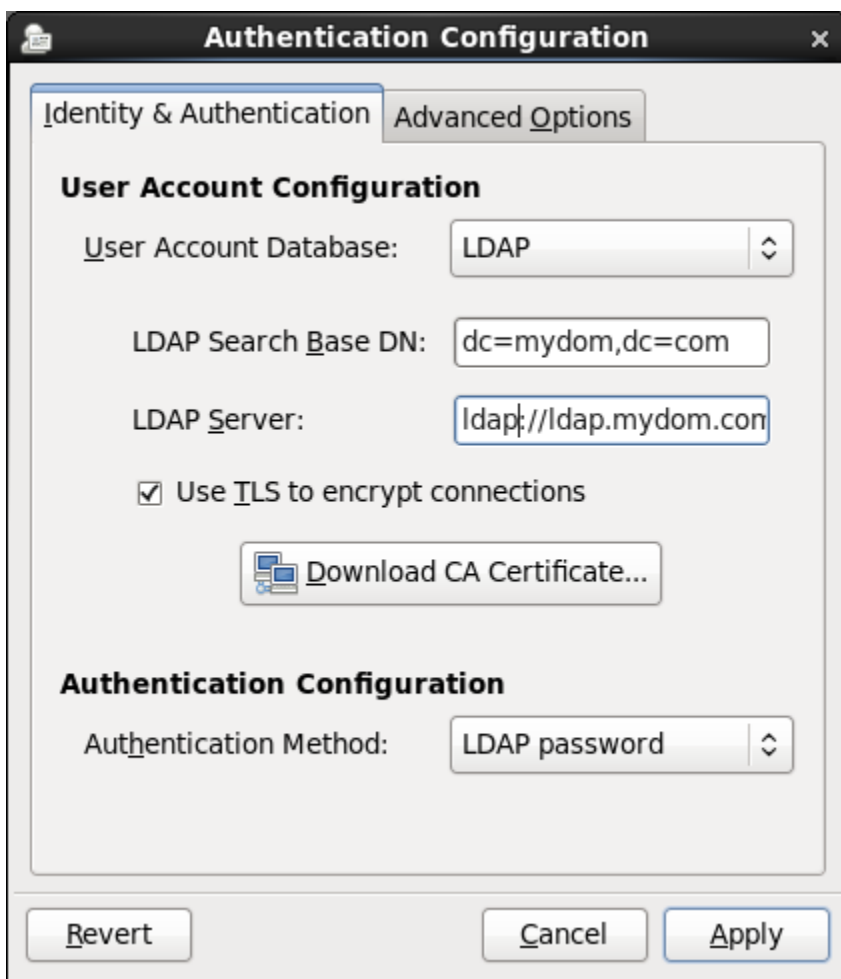 Authentication Configuration
Identity & Authentication
Advanced Options
User Account Configuration
User Account Database: LDAP
LDAP Search Base DN: dc=mydom,dc=com
LDAP Server: ldap://ldap.mydom.com
Use TLS to encrypt connections
Download CA Certificate...
Authentication Configuration
Authentication Method: LDAP password
Revert Cancel Apply